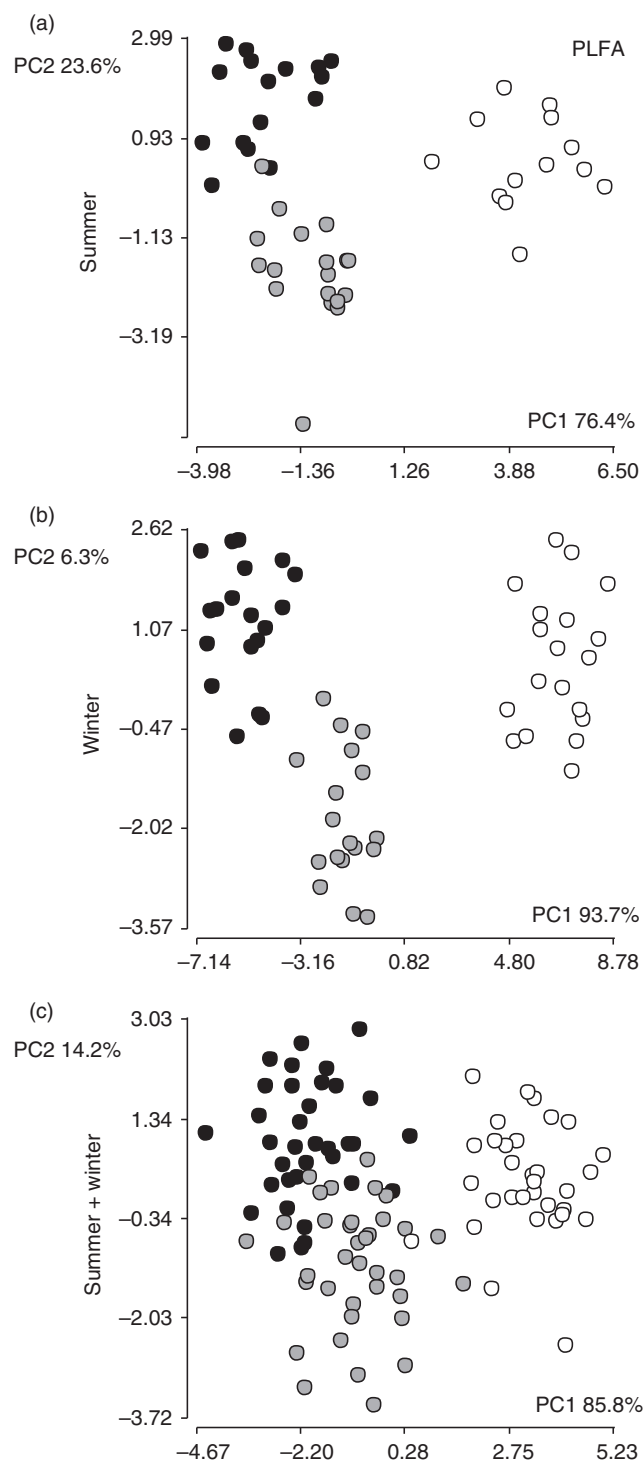 (a)
2.99
PC2 23.6%
PLFA
0.93
Summer
−1.13
−3.19
PC1 76.4%
−3.98 −1.36 1.26 3.88 6.50
(b)
2.62
PC2 6.3%
1.07
Winter
−0.47
−2.02
−3.57
PC1 93.7%
−7.14 −3.16 0.82 4.80 8.78
(c)
3.03
PC2 14.2%
1.34
Summer + winter
−0.34
−2.03
−3.72
PC1 85.8%
−4.67 −2.20 0.28 2.75 5.23